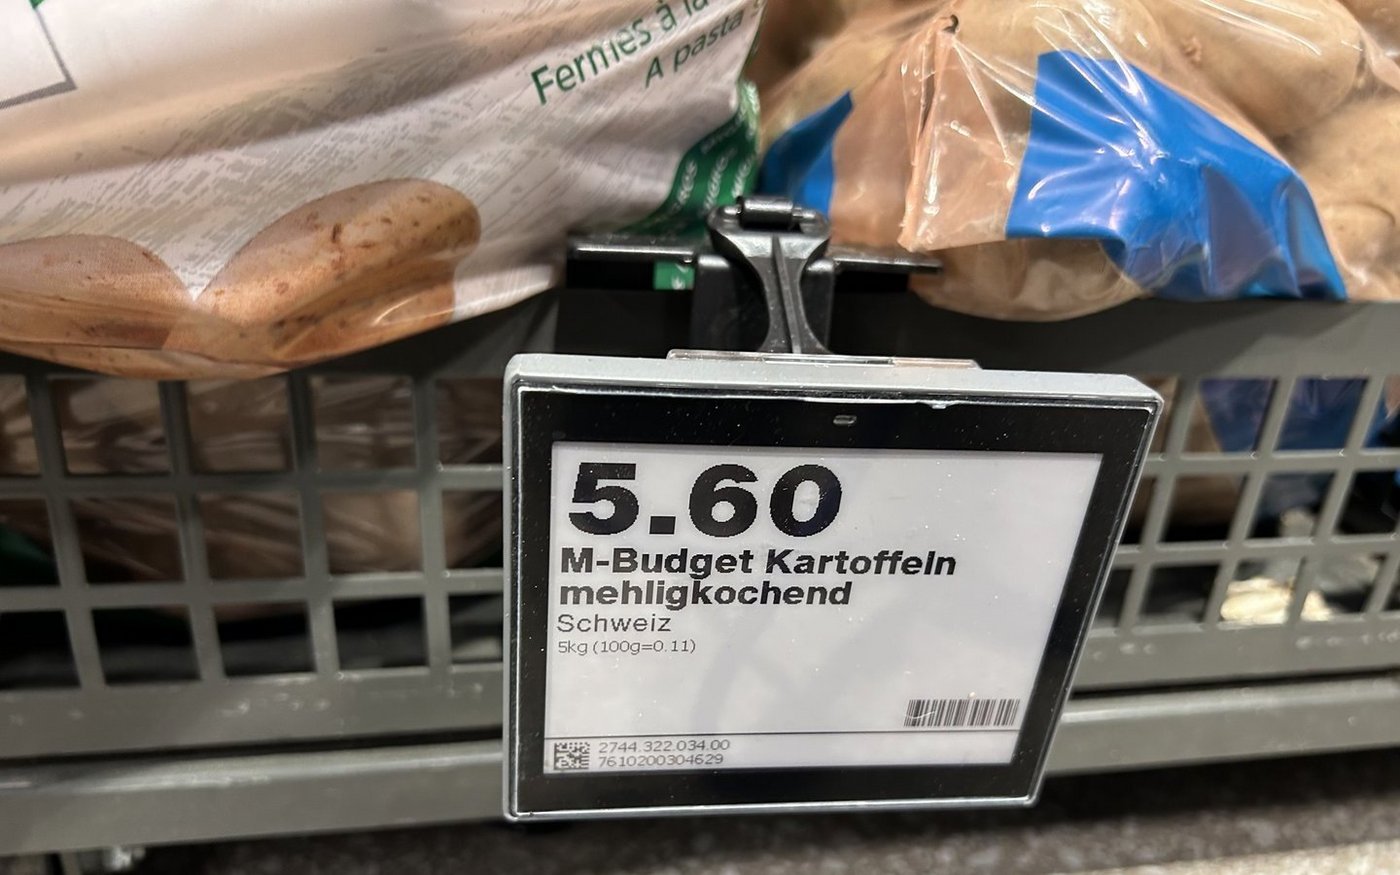 Fermes à la
A pasta
5.60
M-Budget Kartoffeln
mehligkochend
Schweiz
5kg (100g=0.11)
2744.322.034.00
7610200304629